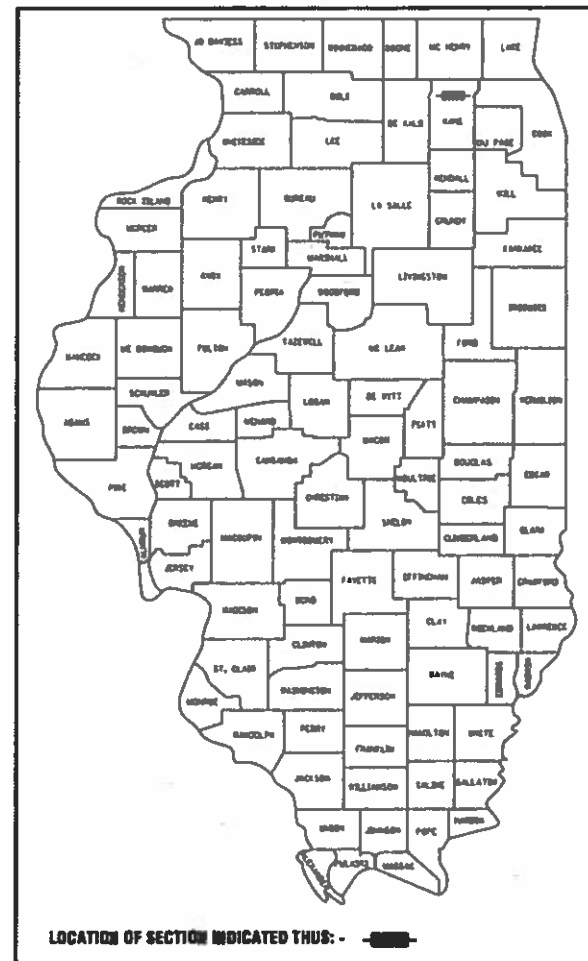 JO DAVIESS STEPHENSON WINNEBAGO BOONE MC HENRY LAKE
CARROLL OGLE DE KALB KANE COOK
DU PAGE
WHITESIDE LEE
KENDALL
ROCK ISLAND HENRY BUREAU LA SALLE WILL
MERCER GRUNDY
PUTNAM
STARK KANKAKEE
MARSHALL
HENDERSON WARREN KNOX LIVINGSTON
PEORIA WOODFORD
IROQUOIS
HANCOCK MC DONOUGH FULTON TAZEWELL MC LEAN FORD
MASON
SCHUYLER DE WITT CHAMPAIGN VERMILION
LOGAN
ADAMS BROWN CASS MENARD PIATT
MACON
MORGAN SANGAMON DOUGLAS
PIKE SCOTT MOULTRIE EDGAR
CHRISTIAN COLES
GREENE MACOUPIN SHELBY
MONTGOMERY CUMBERLAND CLARK
CALHOUN
JERSEY FAYETTE EFFINGHAM JASPER CRAWFORD
MADISON BOND
CLAY RICHLAND LAWRENCE
CLINTON MARION
ST. CLAIR WAYNE EDWARDS WABASH
WASHINGTON JEFFERSON
MONROE
RANDOLPH PERRY HAMILTON WHITE
FRANKLIN
JACKSON WILLIAMSON SALINE GALLATIN
UNION JOHNSON POPE HARDIN
ALEXANDER PULASKI MASSAC
LOCATION OF SECTION INDICATED THUS: -